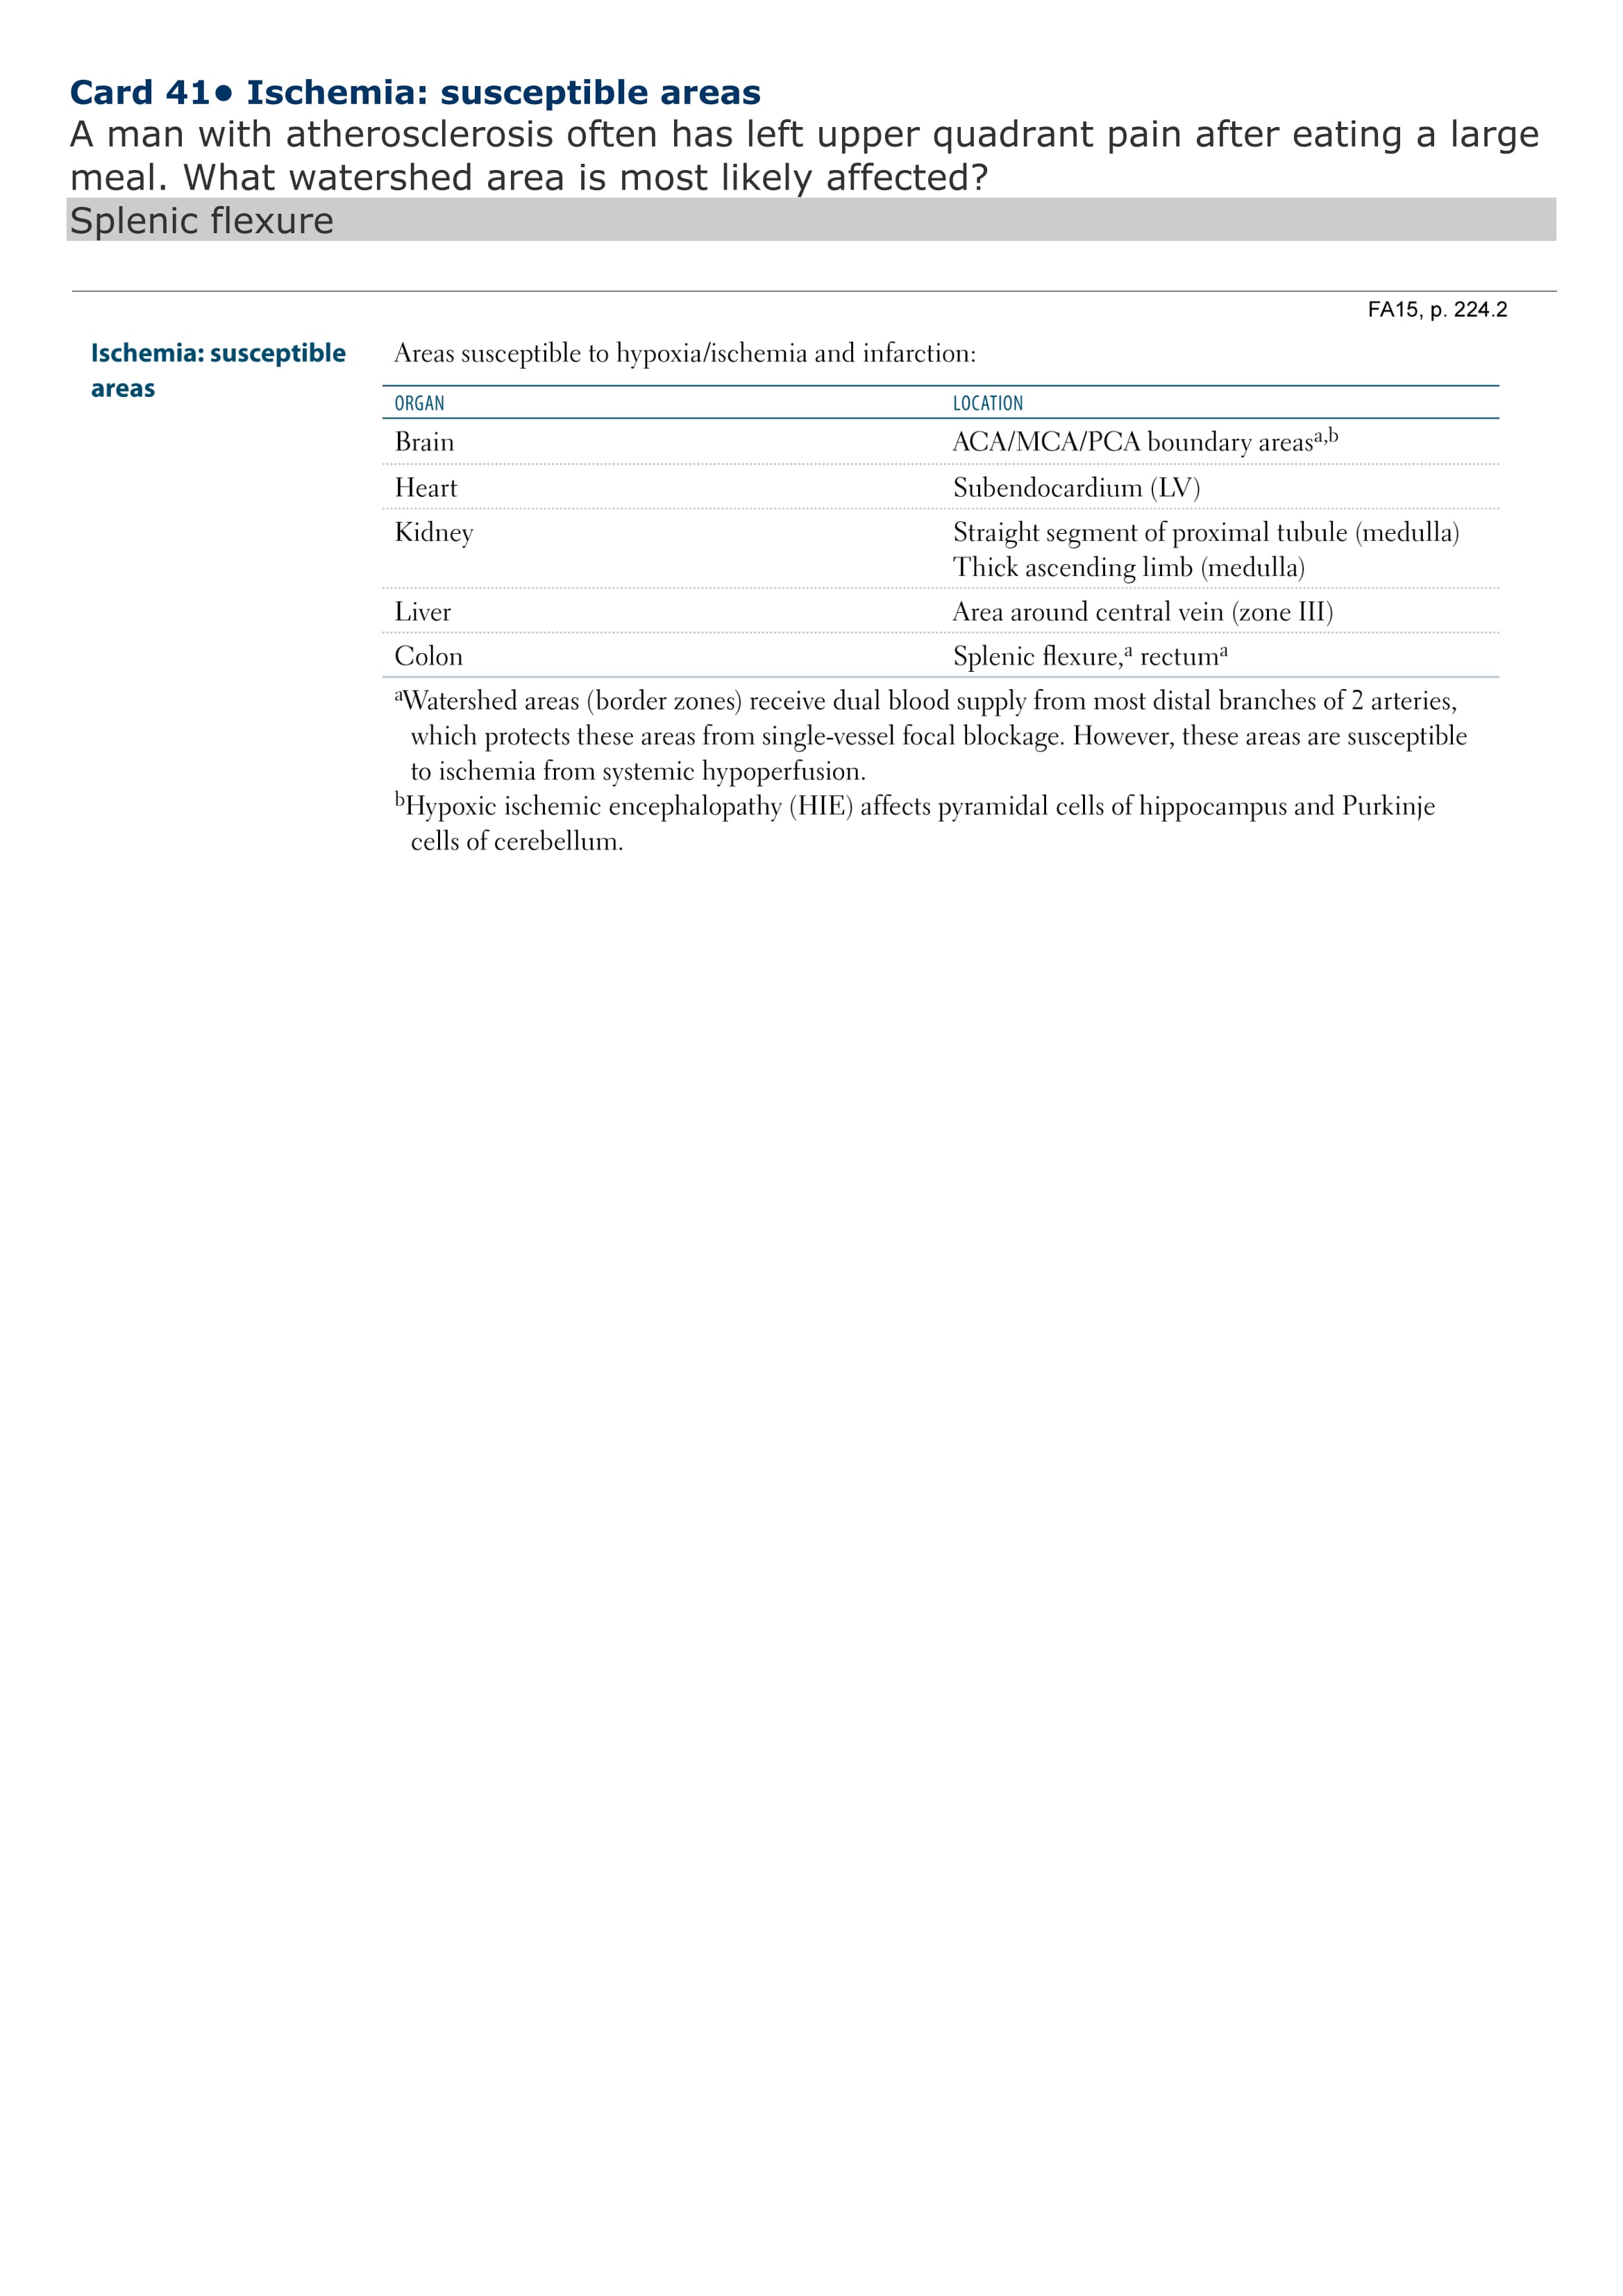 Card 41• Ischemia: susceptible areas
A man with atherosclerosis often has left upper quadrant pain after eating a large
meal. What watershed area is most likely affected?
Splenic flexure
FA15, p. 224.2
Ischemia: susceptible
areas
Areas susceptible to hypoxia/ischemia and infarction:
ORGAN LOCATION
Brain ACA/MCA/PCA boundary areasᵃ,ᵇ
Heart Subendocardium (LV)
Kidney Straight segment of proximal tubule (medulla)
Thick ascending limb (medulla)
Liver Area around central vein (zone III)
Colon Splenic flexure,ᵃ rectumᵃ
ᵃWatershed areas (border zones) receive dual blood supply from most distal branches of 2 arteries,
which protects these areas from single-vessel focal blockage. However, these areas are susceptible
to ischemia from systemic hypoperfusion.
ᵇHypoxic ischemic encephalopathy (HIE) affects pyramidal cells of hippocampus and Purkinje
cells of cerebellum.